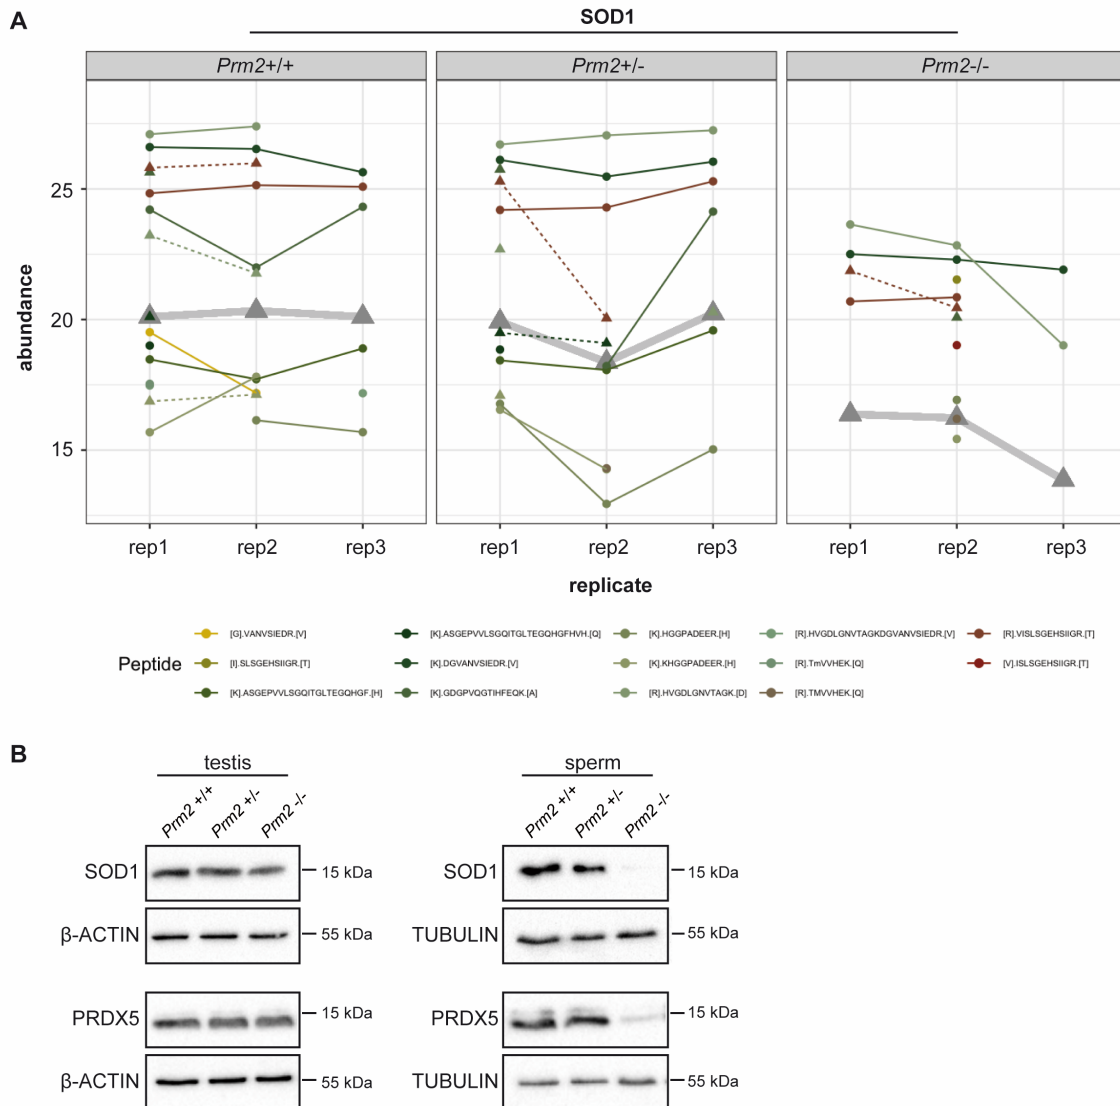 A
SOD1
Prm2+/+ Prm2+/- Prm2-/-
abundance
25
20
15
rep1 rep2 rep3 rep1 rep2 rep3 rep1 rep2 rep3
replicate
Peptide
[G].VANVSIEDR.[V] [K].ASGEPVVLSGQITGLTEGQHGFHVH.[Q] [K].HGGPADEER.[H] [R].HVGDLGNVTAGKDGVANVSIEDR.[V] [R].VISLSGEHSIIGR.[T]
[I].SLSGEHSIIGR.[T] [K].DGVANVSIEDR.[V] [K].KHGGPADEER.[H] [R].TmVVHEK.[Q] [V].ISLSGEHSIIGR.[T]
[K].ASGEPVVLSGQITGLTEGQHGF.[H] [K].GDGPVQGTIHFEQK.[A] [R].HVGDLGNVTAGK.[D] [R].TMVVHEK.[Q]
B
testis
Prm2 +/+ Prm2 +/- Prm2 -/-
SOD1 15 kDa
β-ACTIN 55 kDa
PRDX5 15 kDa
β-ACTIN 55 kDa
sperm
Prm2 +/+ Prm2 +/- Prm2 -/-
SOD1 15 kDa
TUBULIN 55 kDa
PRDX5 15 kDa
TUBULIN 55 kDa